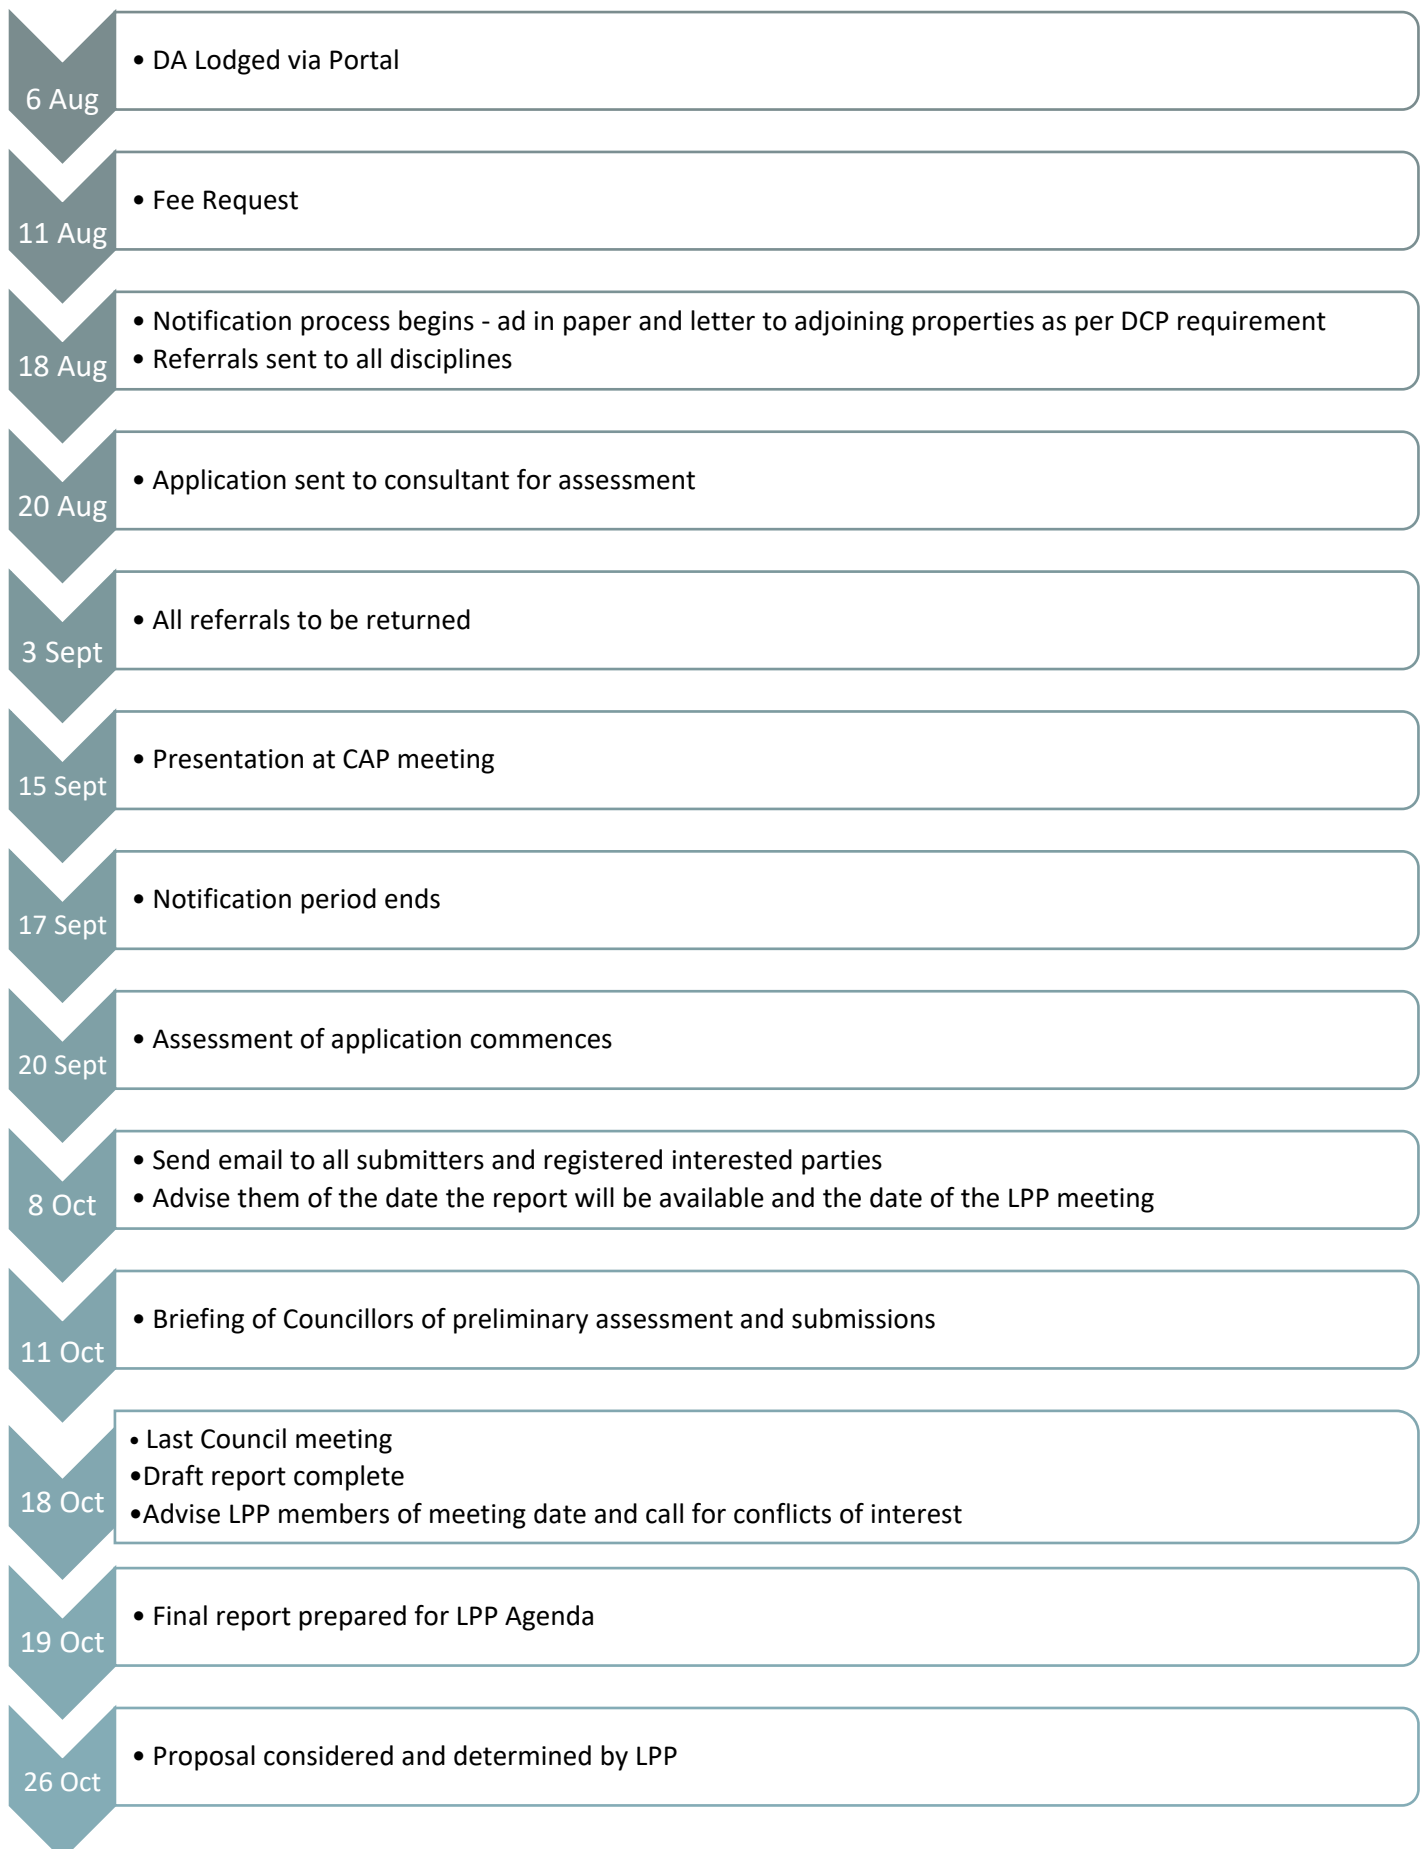 6 Aug
• DA Lodged via Portal
11 Aug
• Fee Request
18 Aug
• Notification process begins - ad in paper and letter to adjoining properties as per DCP requirement
• Referrals sent to all disciplines
20 Aug
• Application sent to consultant for assessment
3 Sept
• All referrals to be returned
15 Sept
• Presentation at CAP meeting
17 Sept
• Notification period ends
20 Sept
• Assessment of application commences
8 Oct
• Send email to all submitters and registered interested parties
• Advise them of the date the report will be available and the date of the LPP meeting
11 Oct
• Briefing of Councillors of preliminary assessment and submissions
18 Oct
• Last Council meeting
•Draft report complete
•Advise LPP members of meeting date and call for conflicts of interest
19 Oct
• Final report prepared for LPP Agenda
26 Oct
• Proposal considered and determined by LPP